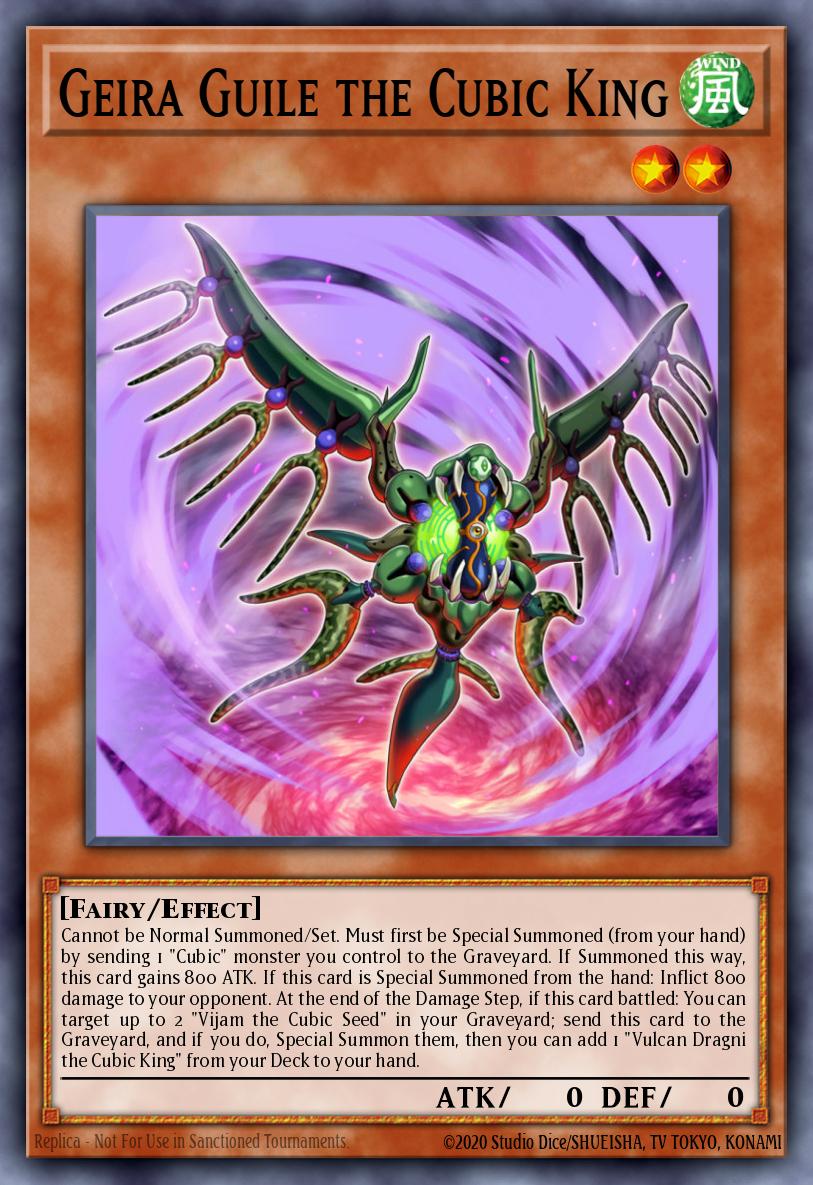 Geira Guile the Cubic King
WIND
風
[Fairy/Effect]
Cannot be Normal Summoned/Set. Must first be Special Summoned (from your hand)
by sending 1 "Cubic" monster you control to the Graveyard. If Summoned this way,
this card gains 800 ATK. If this card is Special Summoned from the hand: Inflict 800
damage to your opponent. At the end of the Damage Step, if this card battled: You can
target up to 2 "Vijam the Cubic Seed" in your Graveyard; send this card to the
Graveyard, and if you do, Special Summon them, then you can add 1 "Vulcan Dragni
the Cubic King" from your Deck to your hand.
ATK/ 0 DEF/ 0
Replica - Not For Use in Sanctioned Tournaments. ©2020 Studio Dice/SHUEISHA, TV TOKYO, KONAMI